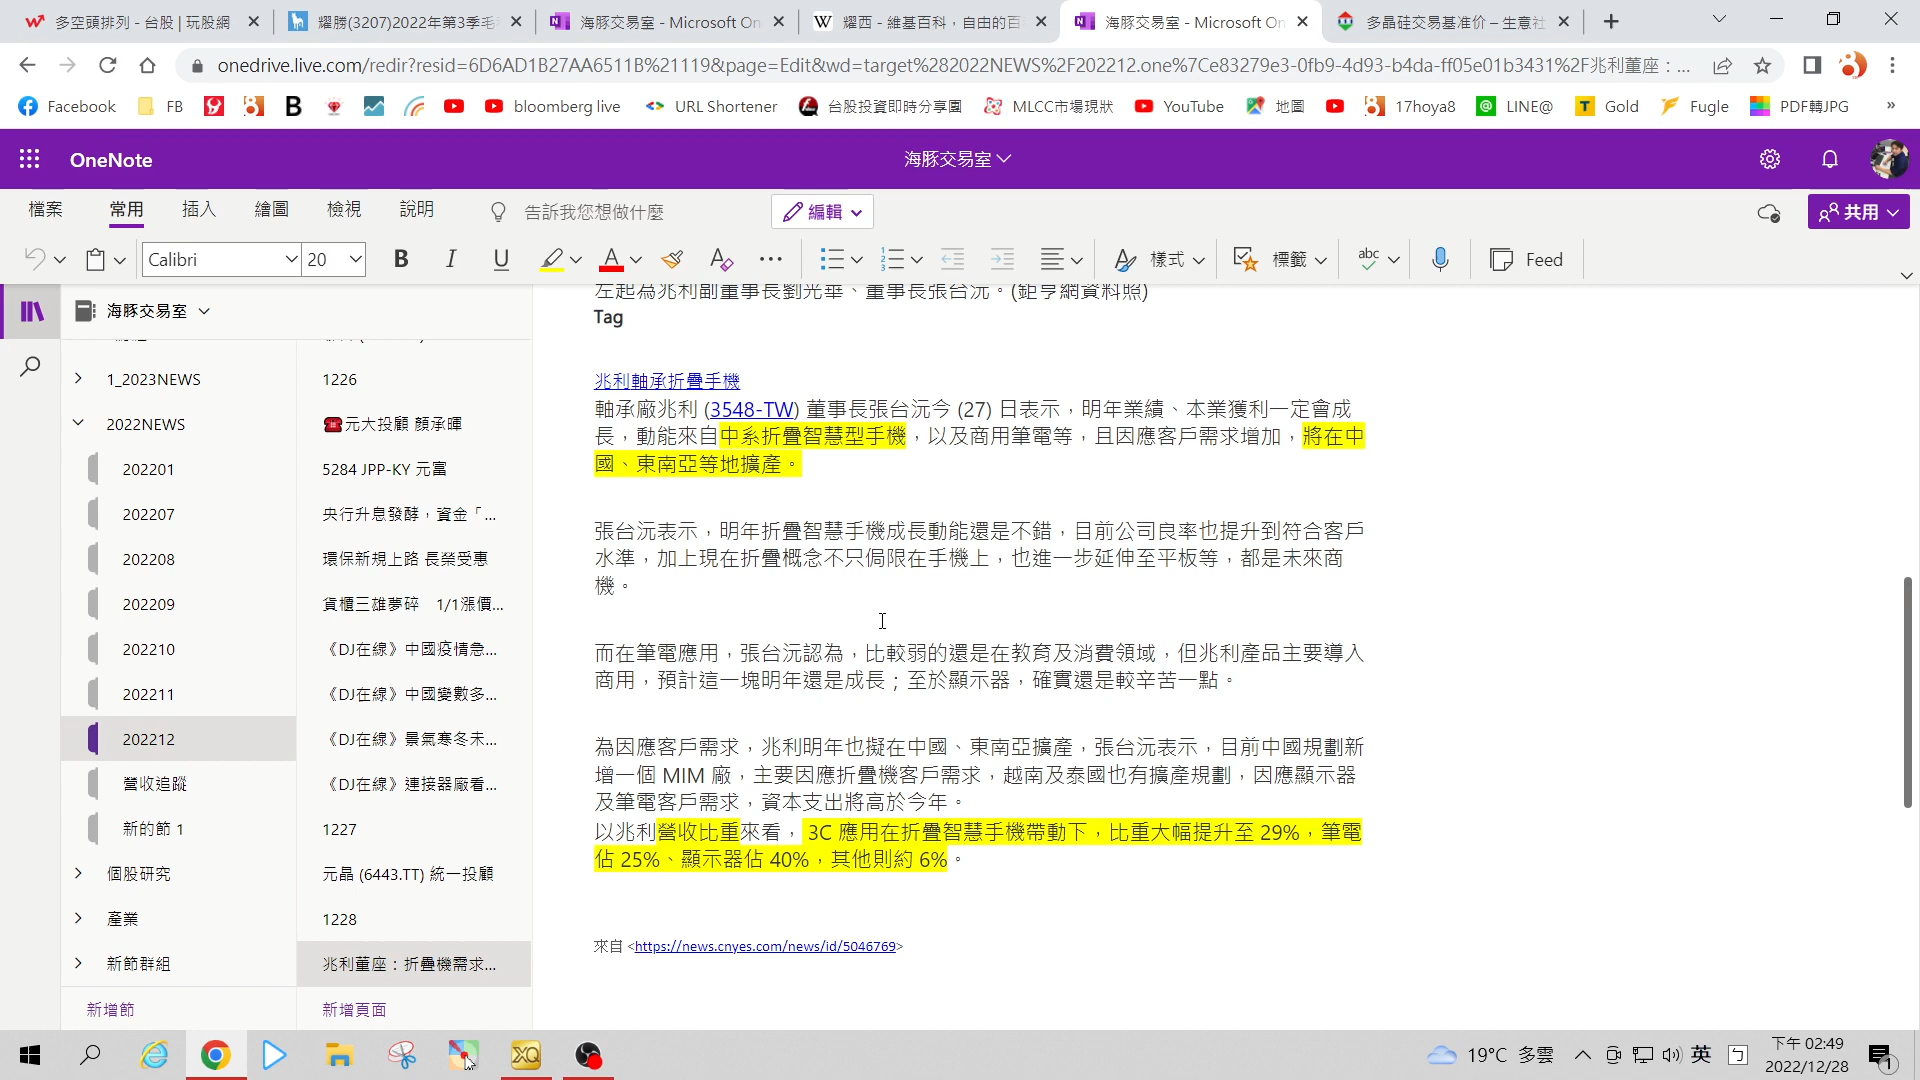 多空頭排列 - 台股 | 玩股網
耀勝(3207)2022年第3季毛
海豚交易室 - Microsoft On
耀西 - 維基百科，自由的百
海豚交易室 - Microsoft On
多晶硅交易基准价 – 生意社
onedrive.live.com/redir?resid=6D6AD1B27AA6511B%21119&page=Edit&wd=target%282022NEWS%2F202212.one%7Ce83279e3-0fb9-4d93-b4da-ff05e01b3431%2F兆利董座：...
Facebook FB bloomberg live URL Shortener 台股投資即時分享園 MLCC市場現狀 YouTube 地圖 17hoya8 LINE@ Gold Fugle PDF轉JPG »
OneNote
海豚交易室
檔案 常用 插入 繪圖 檢視 說明 告訴我您想做什麼 編輯 共用
Calibri 20 B I U 樣式 標籤 abc Feed
海豚交易室
1_2023NEWS
2022NEWS
202201
202207
202208
202209
202210
202211
202212
營收追蹤
新的節 1
個股研究
產業
新節群組
新增節
1226
☎元大投顧 顏承暉
5284 JPP-KY 元富
央行升息發酵，資金「...
環保新規上路 長榮受惠
貨櫃三雄夢碎　1/1漲價...
《DJ在線》中國疫情急...
《DJ在線》中國變數多...
《DJ在線》景氣寒冬未...
《DJ在線》連接器廠看...
1227
元晶 (6443.TT) 統一投顧
1228
兆利董座：折疊機需求...
新增頁面
左起為兆利副董事長劉光華、董事長張台沅。(鉅亨網資料照)
Tag
兆利軸承折疊手機
軸承廠兆利 (3548-TW) 董事長張台沅今 (27) 日表示，明年業績、本業獲利一定會成
長，動能來自中系折疊智慧型手機，以及商用筆電等，且因應客戶需求增加，將在中
國、東南亞等地擴產。
張台沅表示，明年折疊智慧手機成長動能還是不錯，目前公司良率也提升到符合客戶
水準，加上現在折疊概念不只侷限在手機上，也進一步延伸至平板等，都是未來商
機。
而在筆電應用，張台沅認為，比較弱的還是在教育及消費領域，但兆利產品主要導入
商用，預計這一塊明年還是成長；至於顯示器，確實還是較辛苦一點。
為因應客戶需求，兆利明年也擬在中國、東南亞擴產，張台沅表示，目前中國規劃新
增一個 MIM 廠，主要因應折疊機客戶需求，越南及泰國也有擴產規劃，因應顯示器
及筆電客戶需求，資本支出將高於今年。
以兆利營收比重來看， 3C 應用在折疊智慧手機帶動下，比重大幅提升至 29%，筆電
佔 25%、顯示器佔 40%，其他則約 6%。
來自 <https://news.cnyes.com/news/id/5046769>
19°C 多雲
英
下午 02:49
2022/12/28
1